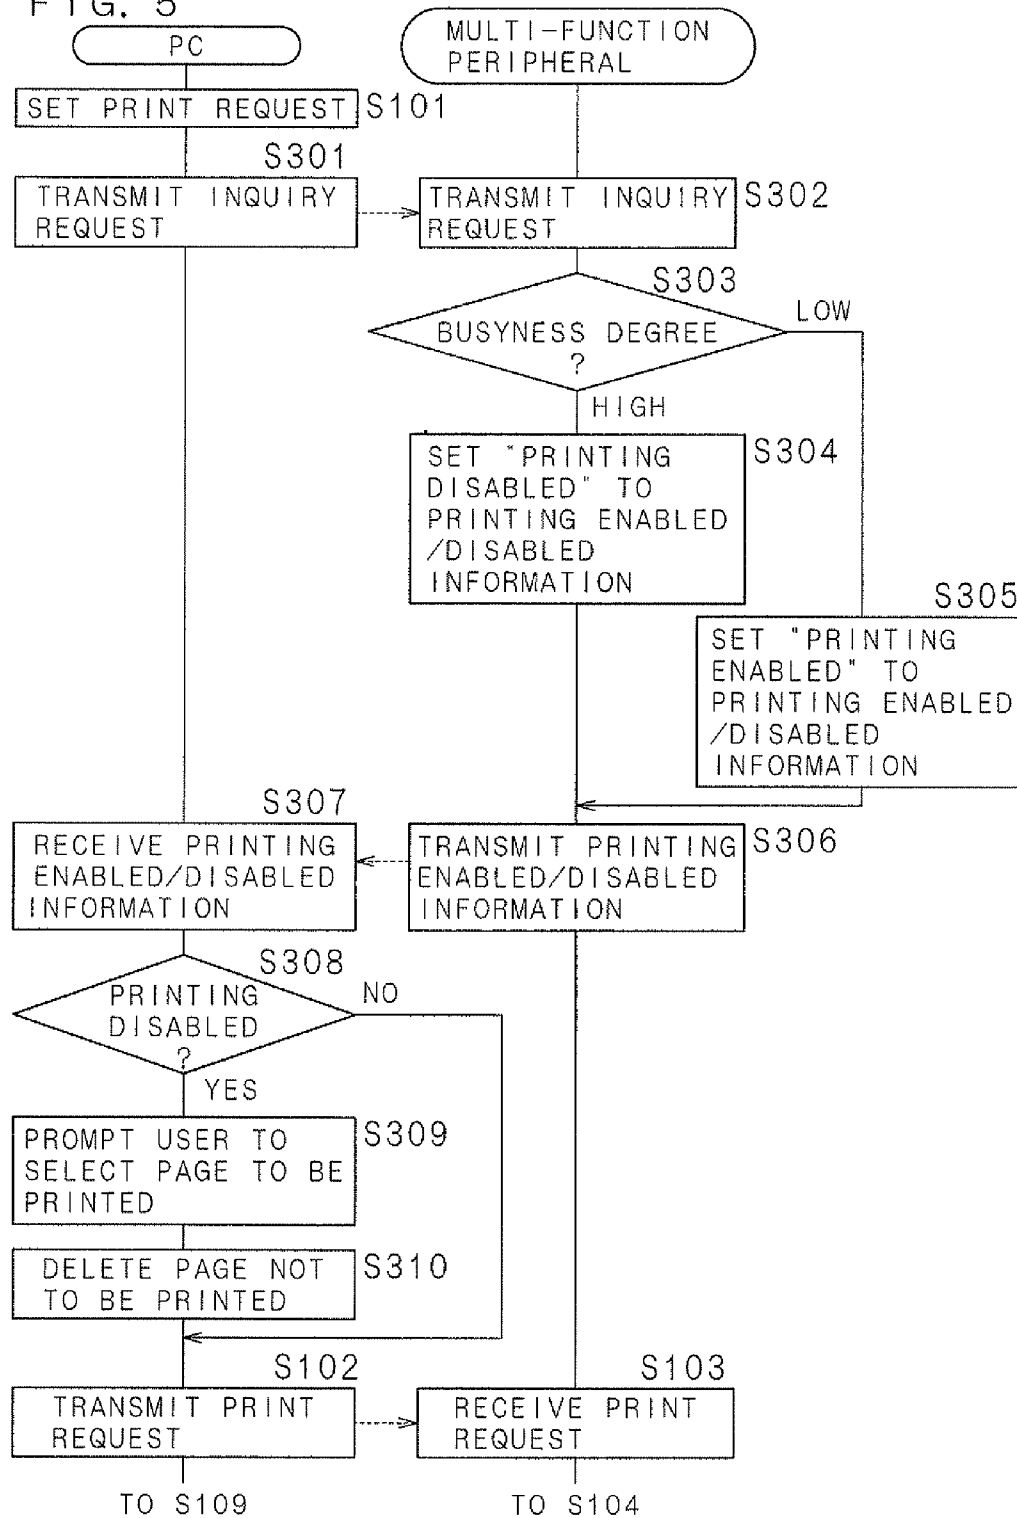 FIG. 5
PC
MULTI-FUNCTION
PERIPHERAL
SET PRINT REQUEST
S101
S301
TRANSMIT INQUIRY
REQUEST
TRANSMIT INQUIRY
REQUEST
S302
S303
BUSYNESS DEGREE
?
LOW
HIGH
SET "PRINTING
DISABLED" TO
PRINTING ENABLED
/DISABLED
INFORMATION
S304
S305
SET "PRINTING
ENABLED" TO
PRINTING ENABLED
/DISABLED
INFORMATION
S307
RECEIVE PRINTING
ENABLED/DISABLED
INFORMATION
TRANSMIT PRINTING
ENABLED/DISABLED
INFORMATION
S306
S308
PRINTING
DISABLED
?
NO
YES
PROMPT USER TO
SELECT PAGE TO BE
PRINTED
S309
DELETE PAGE NOT
TO BE PRINTED
S310
S102
TRANSMIT PRINT
REQUEST
S103
RECEIVE PRINT
REQUEST
TO S109
TO S104